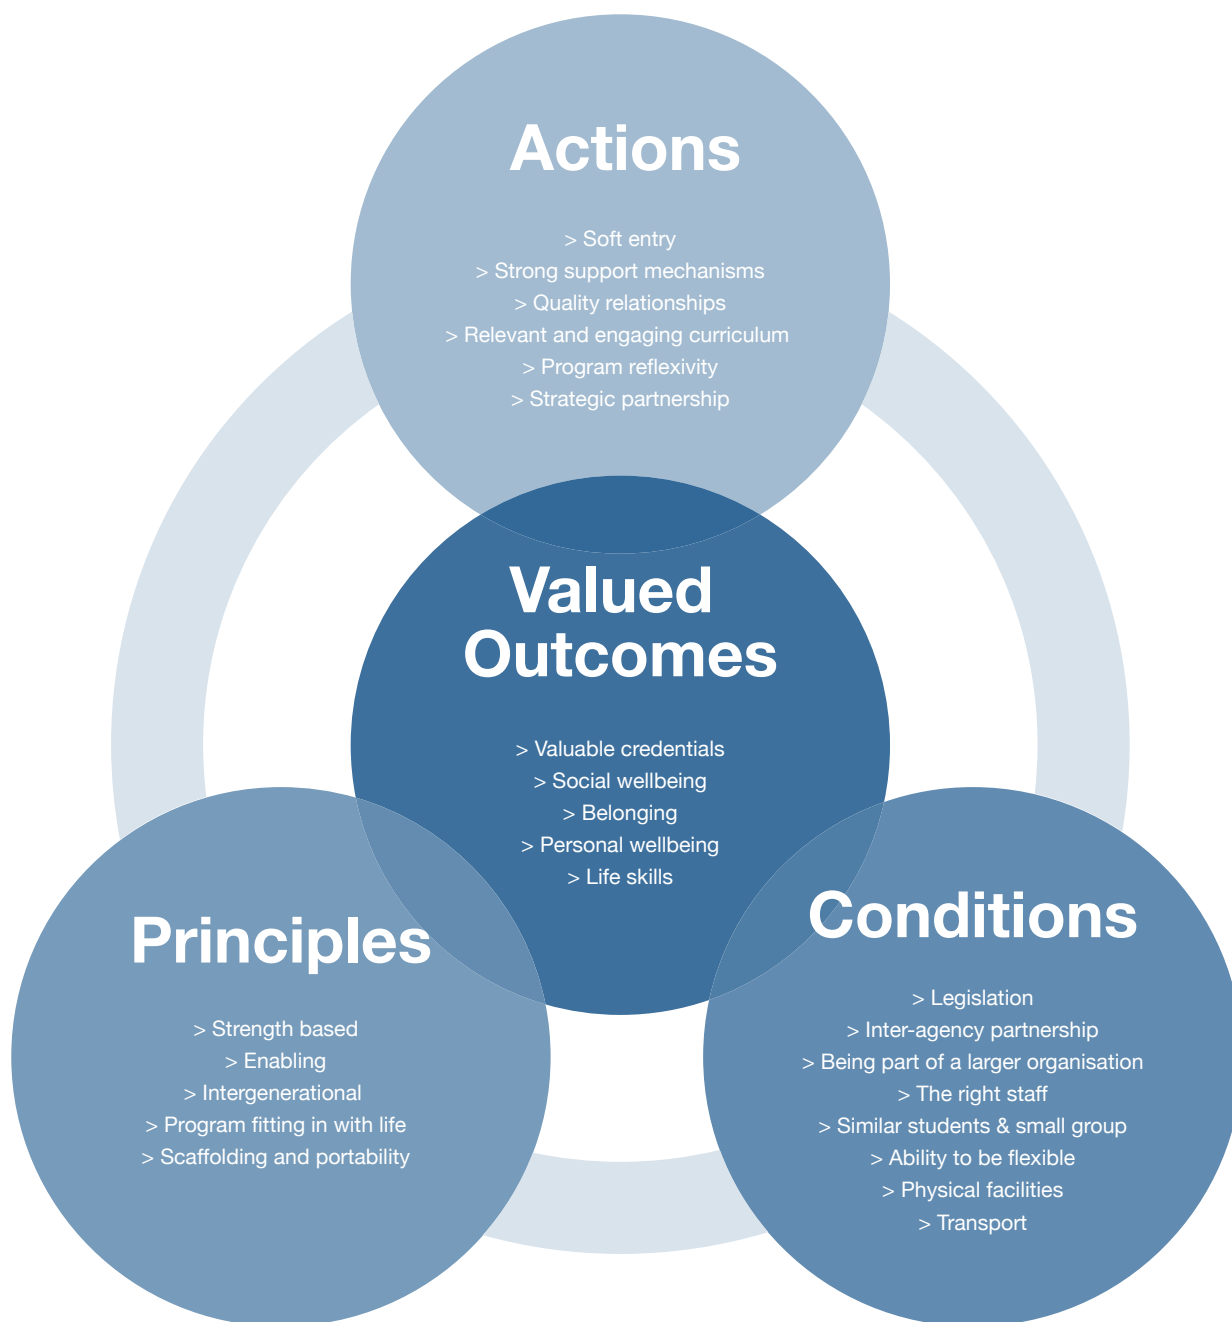 Actions
> Soft entry
> Strong support mechanisms
> Quality relationships
> Relevant and engaging curriculum
> Program reflexivity
> Strategic partnership
Valued
Outcomes
> Valuable credentials
> Social wellbeing
> Belonging
> Personal wellbeing
> Life skills
Principles
> Strength based
> Enabling
> Intergenerational
> Program fitting in with life
> Scaffolding and portability
Conditions
> Legislation
> Inter-agency partnership
> Being part of a larger organisation
> The right staff
> Similar students & small group
> Ability to be flexible
> Physical facilities
> Transport